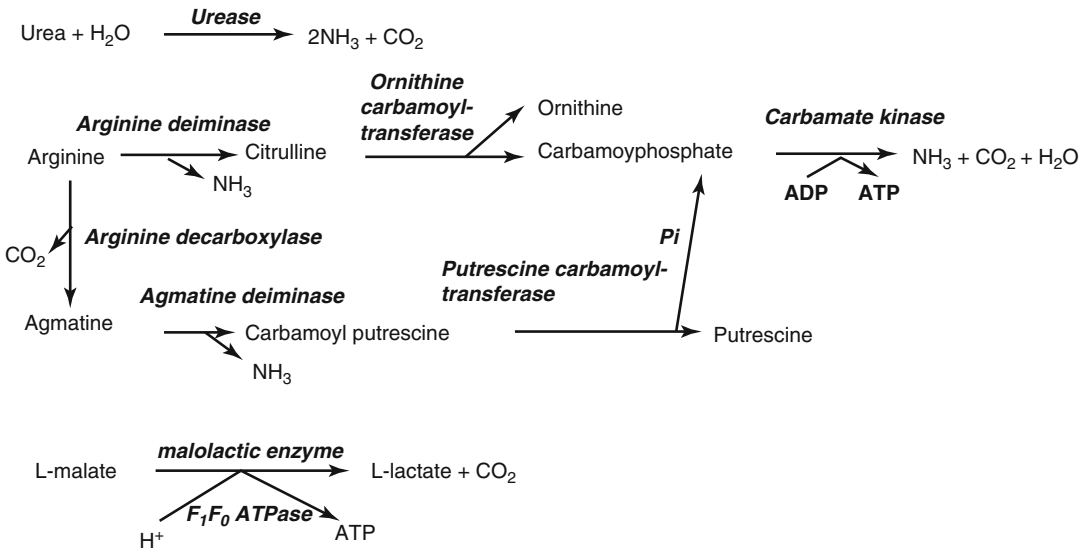 Urease
Urea + H₂O
2NH₃ + CO₂
Ornithine
carbamoyl-
transferase
Arginine deiminase
Arginine
Citrulline
NH₃
Ornithine
Carbamoyphosphate
Carbamate kinase
NH₃ + CO₂ + H₂O
ADP
ATP
CO₂
Arginine decarboxylase
Pi
Putrescine carbamoyl-
transferase
Agmatine deiminase
Agmatine
Carbamoyl putrescine
NH₃
Putrescine
malolactic enzyme
L-malate
L-lactate + CO₂
F₁F₀ ATPase
H⁺
ATP